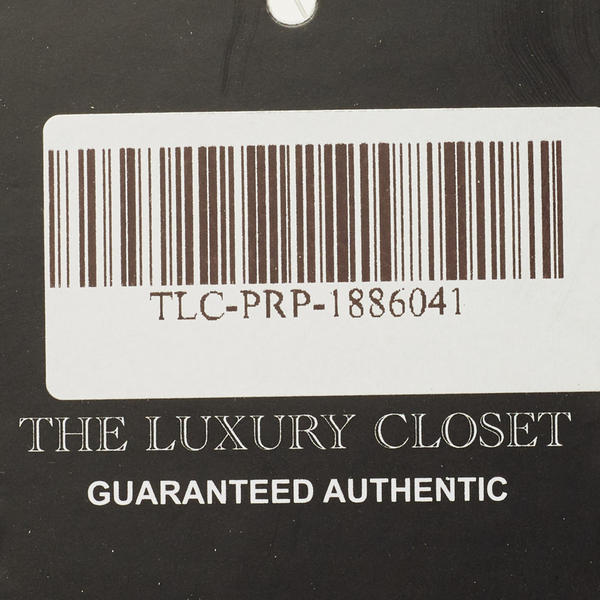 TLC-PRP-1886041
THE LUXURY CLOSET
GUARANTEED AUTHENTIC